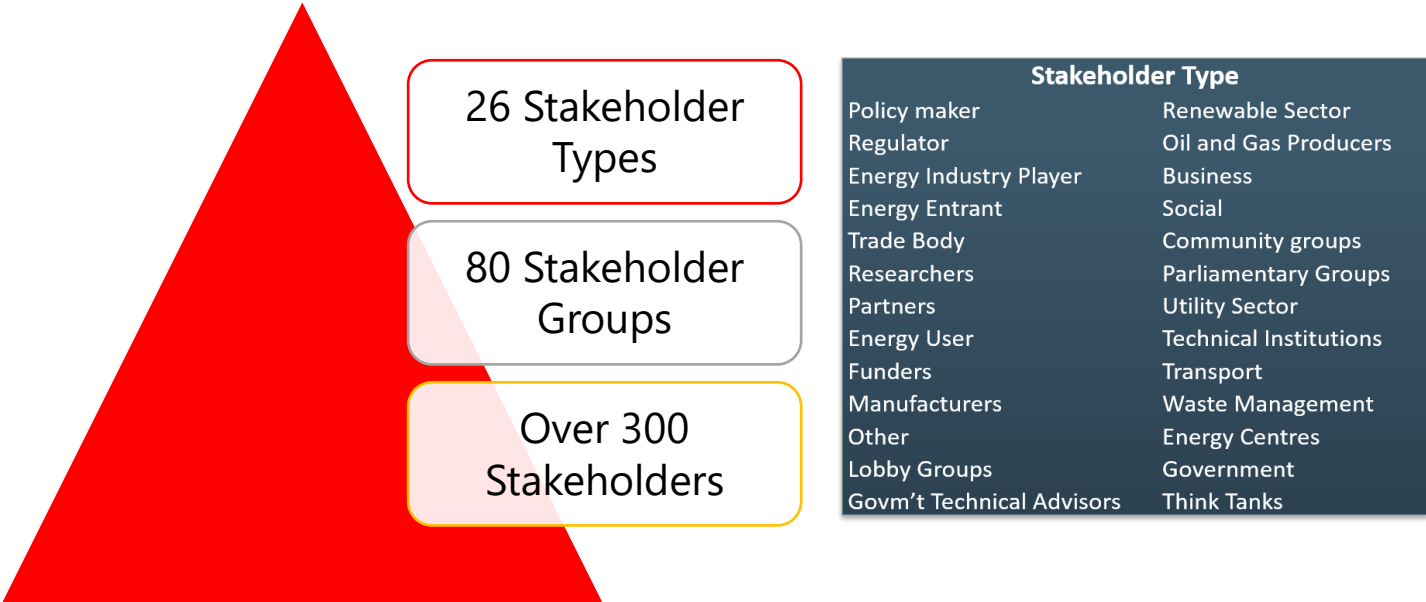 26 Stakeholder
Types
80 Stakeholder
Groups
Over 300
Stakeholders
Stakeholder Type
Policy maker Renewable Sector
Regulator Oil and Gas Producers
Energy Industry Player Business
Energy Entrant Social
Trade Body Community groups
Researchers Parliamentary Groups
Partners Utility Sector
Energy User Technical Institutions
Funders Transport
Manufacturers Waste Management
Other Energy Centres
Lobby Groups Government
Govm’t Technical Advisors Think Tanks